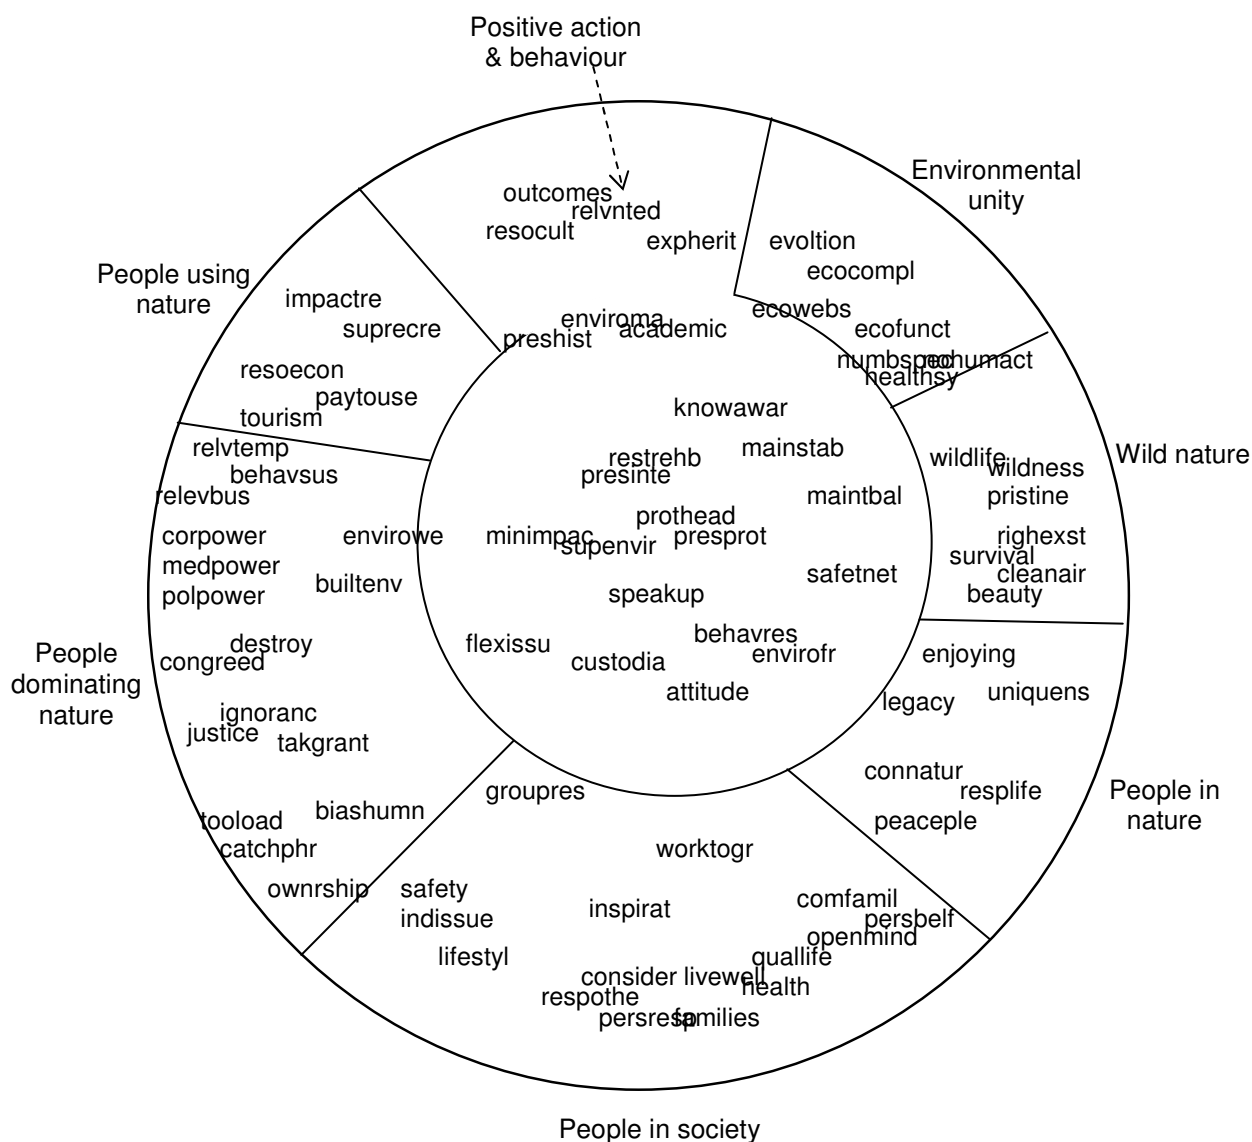 Positive action
& behaviour
Environmental
unity
outcomes
relvnted
resocult
expherit
evoltion
ecocompl
People using
nature
impactre
suprecre
ecowebs
enviroma
academic
preshist
ecofunct
numbspec
nohumact
healthsy
resoecon
paytouse
tourism
knowawar
relvtemp
behavsus
relevbus
restrehb
presinte
mainstab
maintbal
wildlife
wildness
pristine
Wild nature
corpower
medpower
polpower
envirowe
builtenv
minimpac
supenvir
prothead
presprot
safetnet
righexst
survival
cleanair
beauty
speakup
behavres
envirofr
flexissu
custodia
attitude
enjoying
uniquens
legacy
People
dominating
nature
destroy
congreed
ignoranc
justice
takgrant
connatur
resplife
peaceple
People in
nature
groupres
biashumn
tooload
catchphr
ownrship
worktogr
safety
indissue
inspirat
comfamil
persbelf
openmind
lifestyl
quallife
consider livewell
health
respothe
persresp
families
People in society